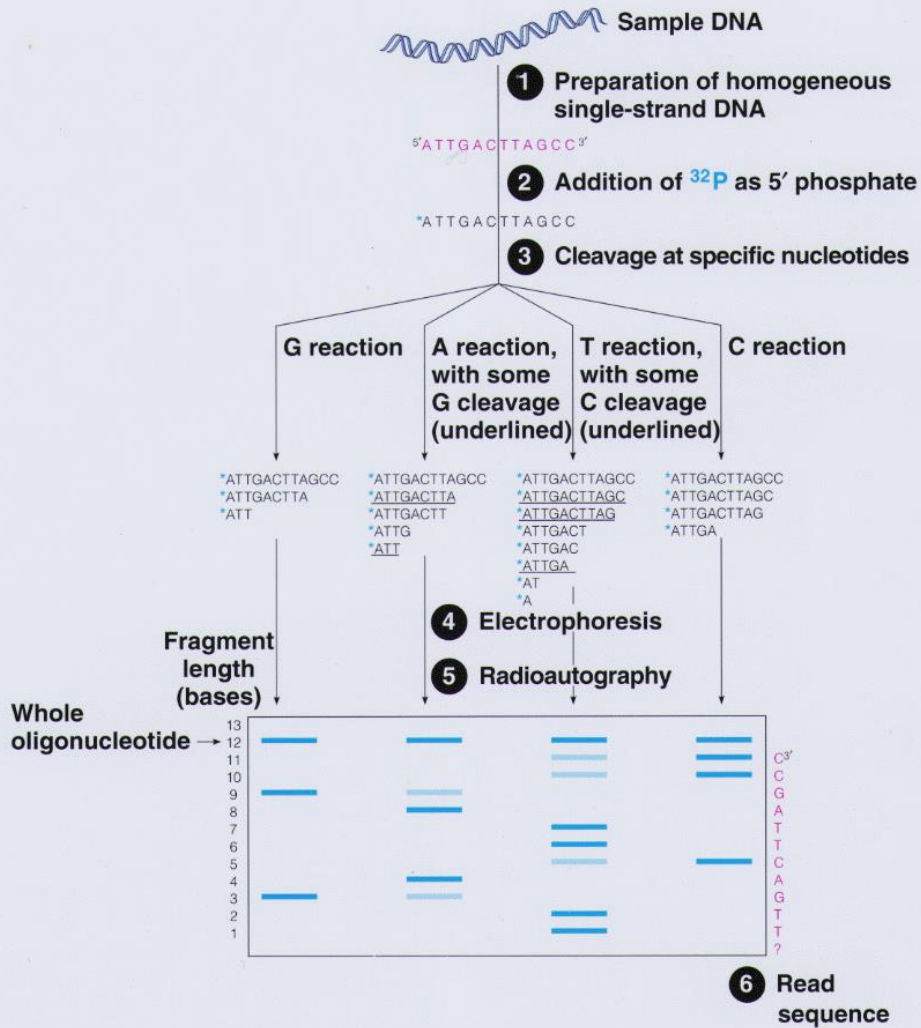 Sample DNA
1 Preparation of homogeneous
single-strand DNA
5′ATTGACTTAGCC3′
2 Addition of 32P as 5′ phosphate
*ATTGACTTAGCC
3 Cleavage at specific nucleotides
G reaction
A reaction,
with some
G cleavage
(underlined)
T reaction,
with some
C cleavage
(underlined)
C reaction
*ATTGACTTAGCC
*ATTGACTTA
*ATT
*ATTGACTTAGCC
*ATTGACTTA
*ATTGACTT
*ATTG
*ATT
*ATTGACTTAGCC
*ATTGACTTAGC
*ATTGACTTAG
*ATTGACT
*ATTGAC
*ATTGA
*AT
*A
*ATTGACTTAGCC
*ATTGACTTAGC
*ATTGACTTAG
*ATTGA
4 Electrophoresis
5 Radioautography
Fragment
length
(bases)
Whole
oligonucleotide
13
12
11
10
9
8
7
6
5
4
3
2
1
C3′
C
G
A
T
T
C
A
G
T
T
?
6 Read
sequence